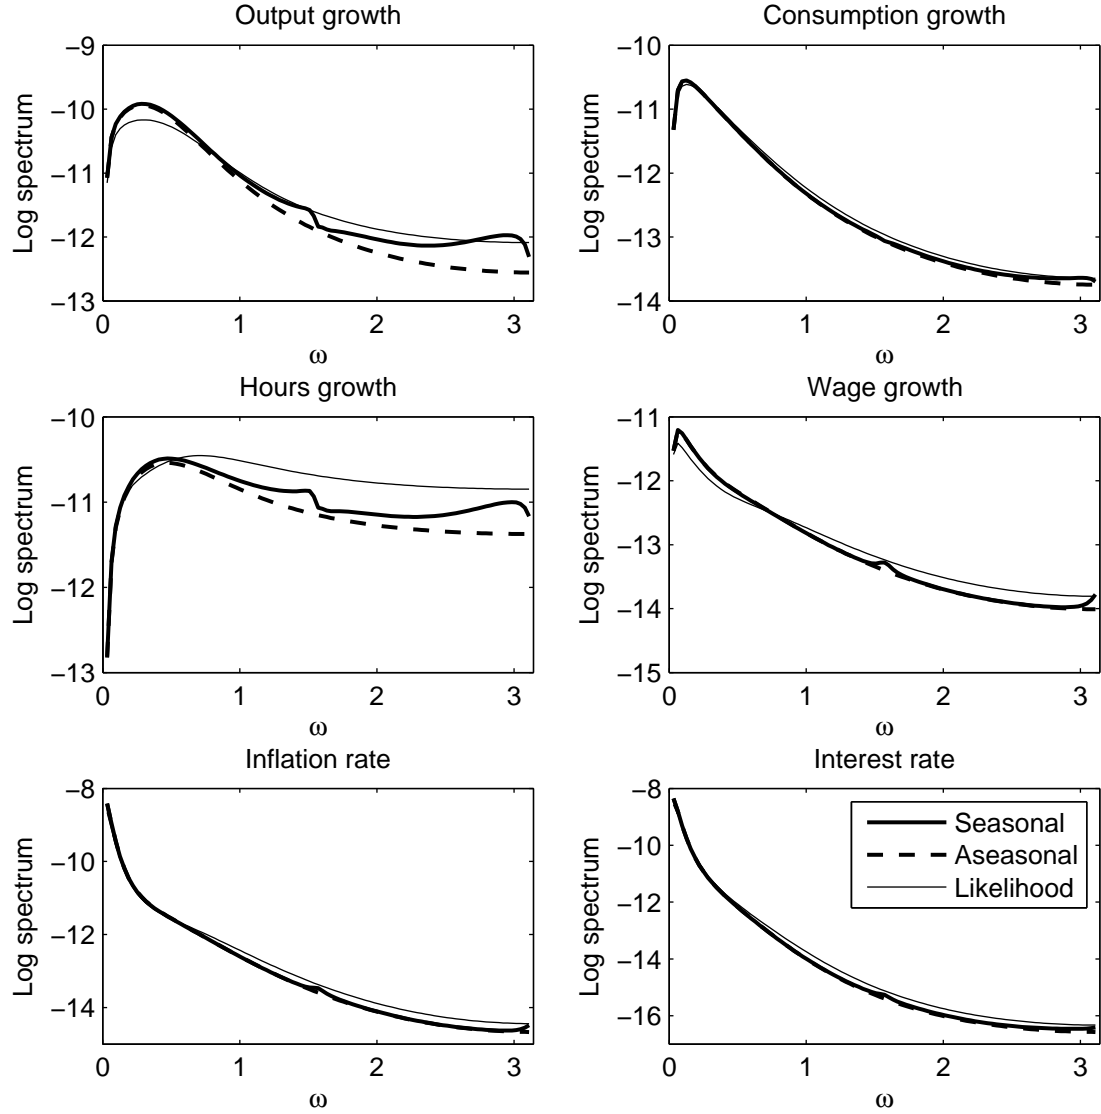 Output growth
Log spectrum
−9
−10
−11
−12
−13
0 1 2 3
ω
Consumption growth
Log spectrum
−10
−11
−12
−13
−14
0 1 2 3
ω
Hours growth
Log spectrum
−10
−11
−12
−13
0 1 2 3
ω
Wage growth
Log spectrum
−11
−12
−13
−14
−15
0 1 2 3
ω
Inflation rate
Log spectrum
−8
−10
−12
−14
0 1 2 3
ω
Interest rate
Log spectrum
−8
−10
−12
−14
−16
0 1 2 3
ω
Seasonal
Aseasonal
Likelihood